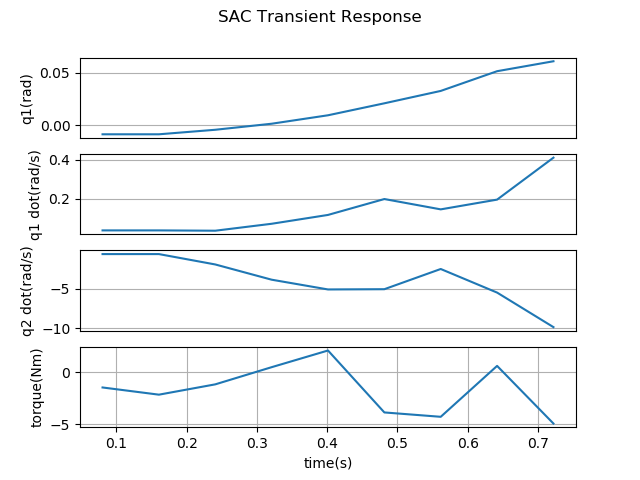 SAC Transient Response
q1(rad)
0.05
0.00
q1 dot(rad/s)
0.4
0.2
q2 dot(rad/s)
−5
−10
torque(Nm)
0
−5
0.1 0.2 0.3 0.4 0.5 0.6 0.7
time(s)